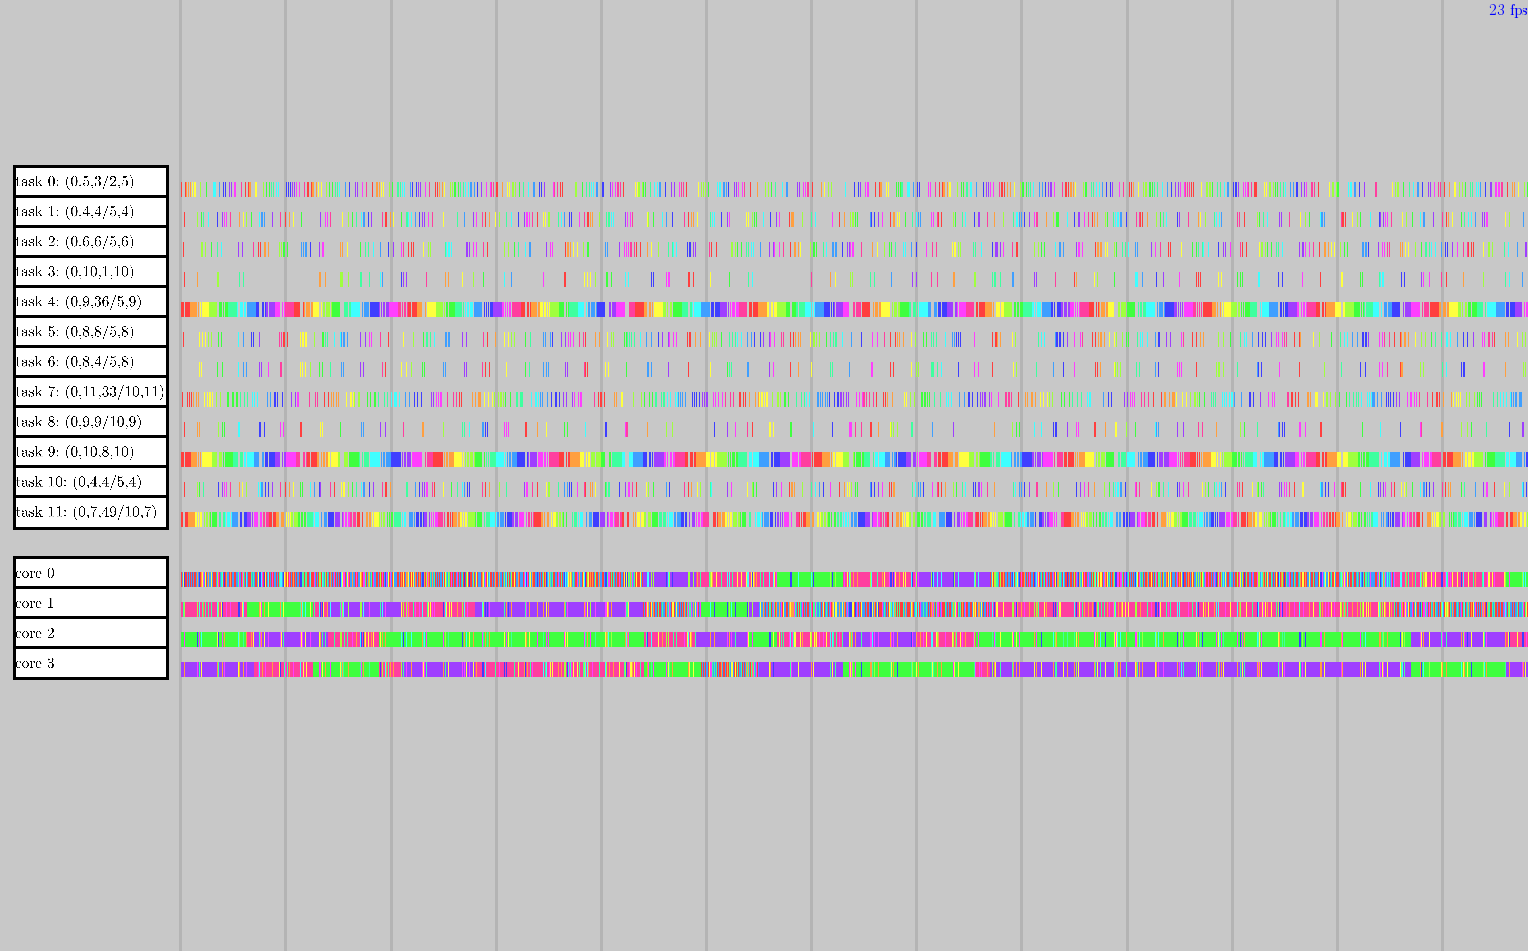 23 fps
task 0: (0,5,3/2,5)
task 1: (0,4,4/5,4)
task 2: (0,6,6/5,6)
task 3: (0,10,1,10)
task 4: (0,9,36/5,9)
task 5: (0,8,8/5,8)
task 6: (0,8,4/5,8)
task 7: (0,11,33/10,11)
task 8: (0,9,9/10,9)
task 9: (0,10,8,10)
task 10: (0,4,4/5,4)
task 11: (0,7,49/10,7)
core 0
core 1
core 2
core 3